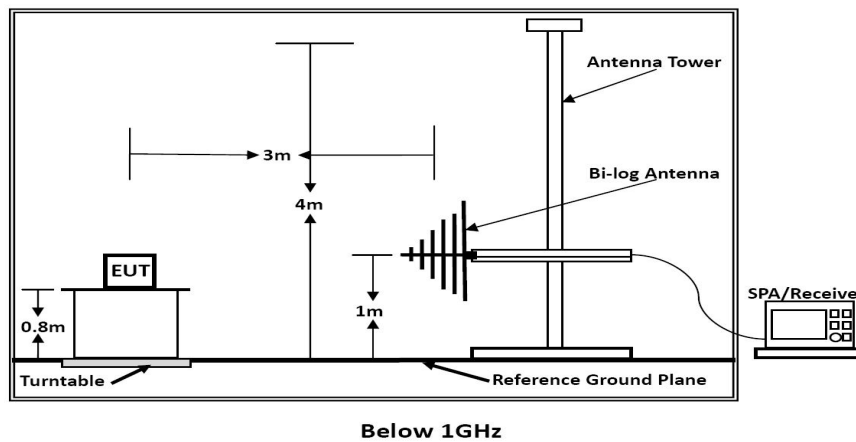 Antenna Tower
3m
Bi-log Antenna
4m
EUT
1m
0.8m
SPA/Receive
Turntable
Reference Ground Plane
Below 1GHz